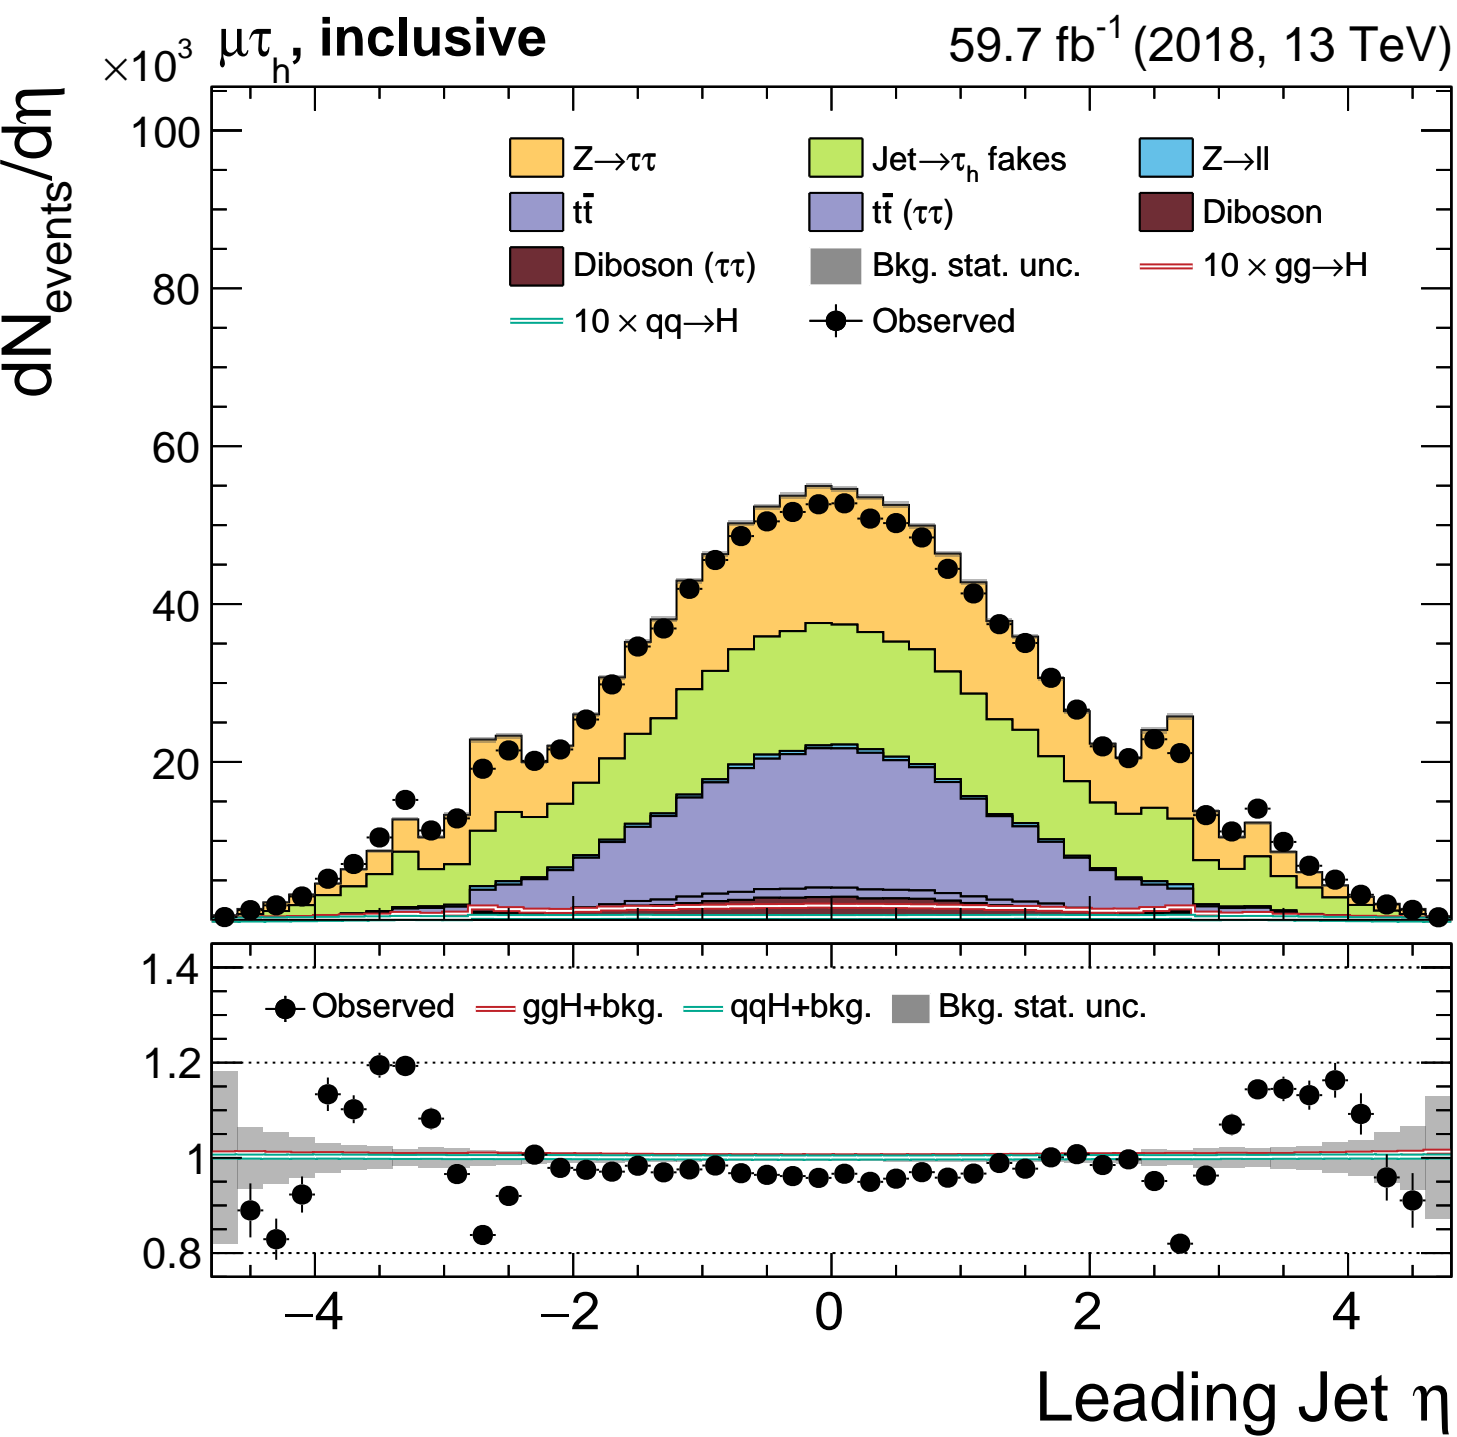 ×10³ μτₕ, inclusive 59.7 fb⁻¹ (2018, 13 TeV)
dN_events/dη
100
80
60
40
20
Z→ττ Jet→τₕ fakes Z→ll
tt̄ tt̄ (ττ) Diboson
Diboson (ττ) Bkg. stat. unc. 10 × gg→H
10 × qq→H Observed
1.4
1.2
1
0.8
Observed ggH+bkg. qqH+bkg. Bkg. stat. unc.
−4 −2 0 2 4
Leading Jet η